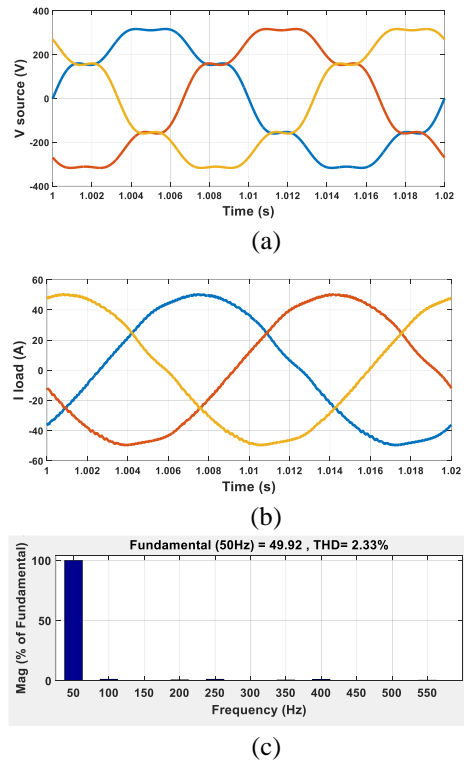 400
200
0
-200
-400
V source (V)
1 1.002 1.004 1.006 1.008 1.01 1.012 1.014 1.016 1.018 1.02
Time (s)
(a)
60
40
20
0
-20
-40
-60
I load (A)
1 1.002 1.004 1.006 1.008 1.01 1.012 1.014 1.016 1.018 1.02
Time (s)
(b)
Fundamental (50Hz) = 49.92 , THD= 2.33%
100
50
0
Mag (% of Fundamental)
50 100 150 200 250 300 350 400 450 500 550
Frequency (Hz)
(c)